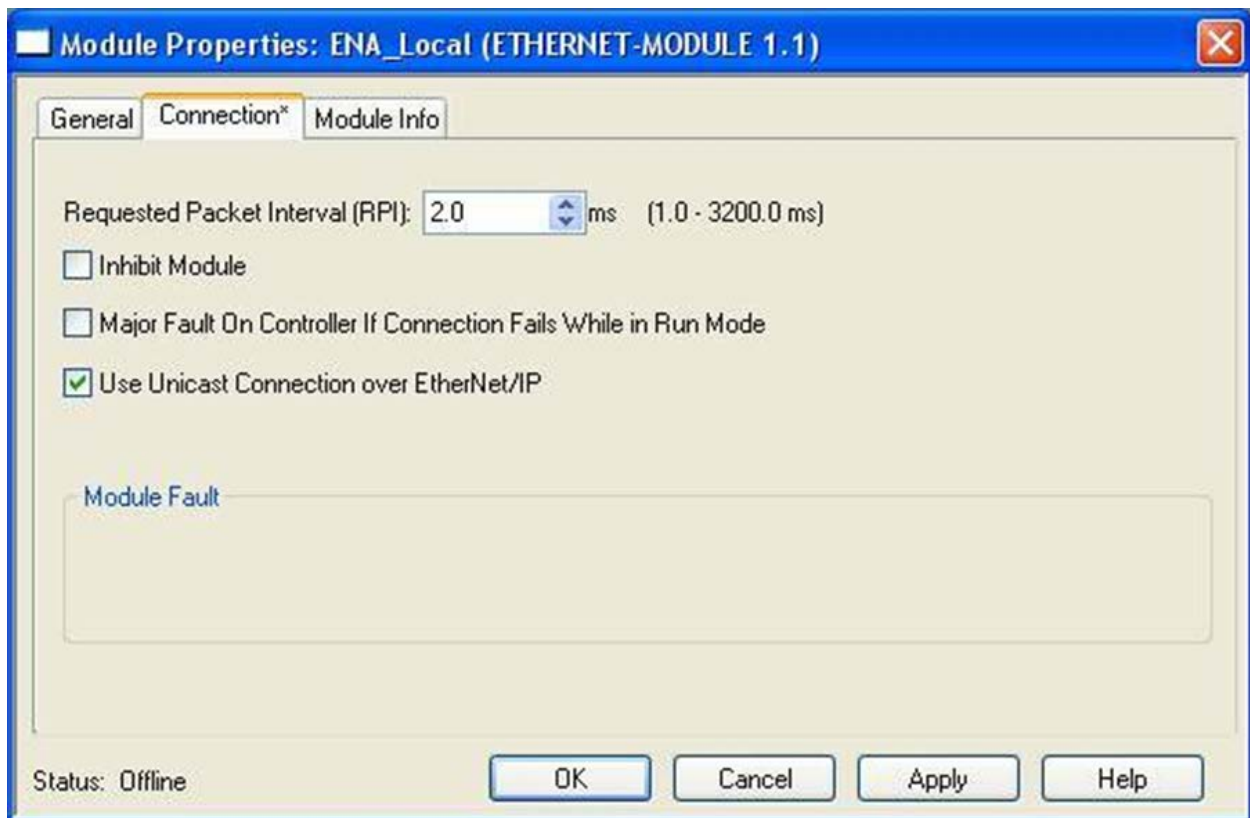 Module Properties: ENA_Local (ETHERNET-MODULE 1.1)
General Connection* Module Info
Requested Packet Interval (RPI): 2.0 ms (1.0 - 3200.0 ms)
Inhibit Module
Major Fault On Controller If Connection Fails While in Run Mode
Use Unicast Connection over EtherNet/IP
Module Fault
Status: Offline OK Cancel Apply Help